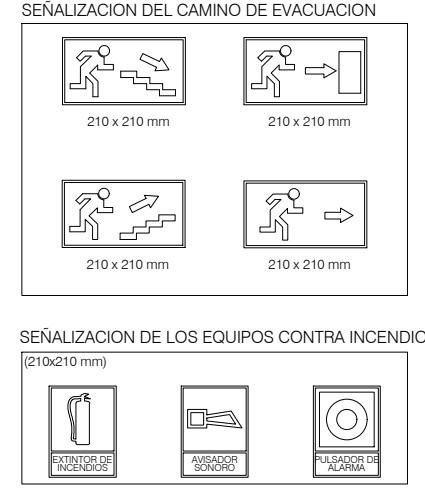 SEÑALIZACION DEL CAMINO DE EVACUACION
210 x 210 mm
210 x 210 mm
210 x 210 mm
210 x 210 mm
SEÑALIZACION DE LOS EQUIPOS CONTRA INCENDIO
(210x210 mm)
EXTINTOR DE
INCENDIOS
AVISADOR
SONORO
PULSADOR DE
ALARMA